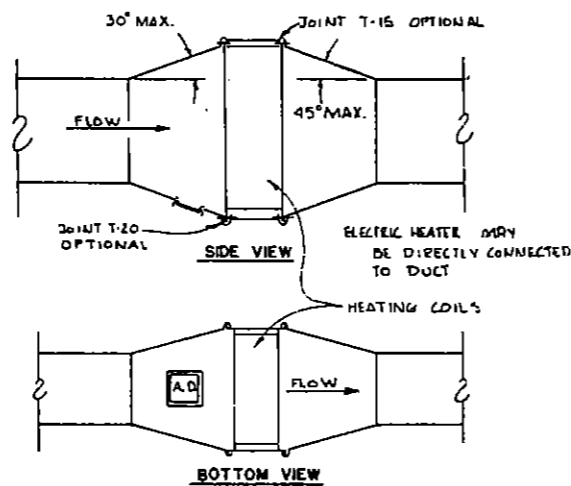 30° MAX.
JOINT T-15 OPTIONAL
FLOW
45° MAX.
JOINT T-20
OPTIONAL
SIDE VIEW
ELECTRIC HEATER MAY
BE DIRECTLY CONNECTED
TO DUCT
HEATING COILS
A.D.
FLOW
BOTTOM VIEW